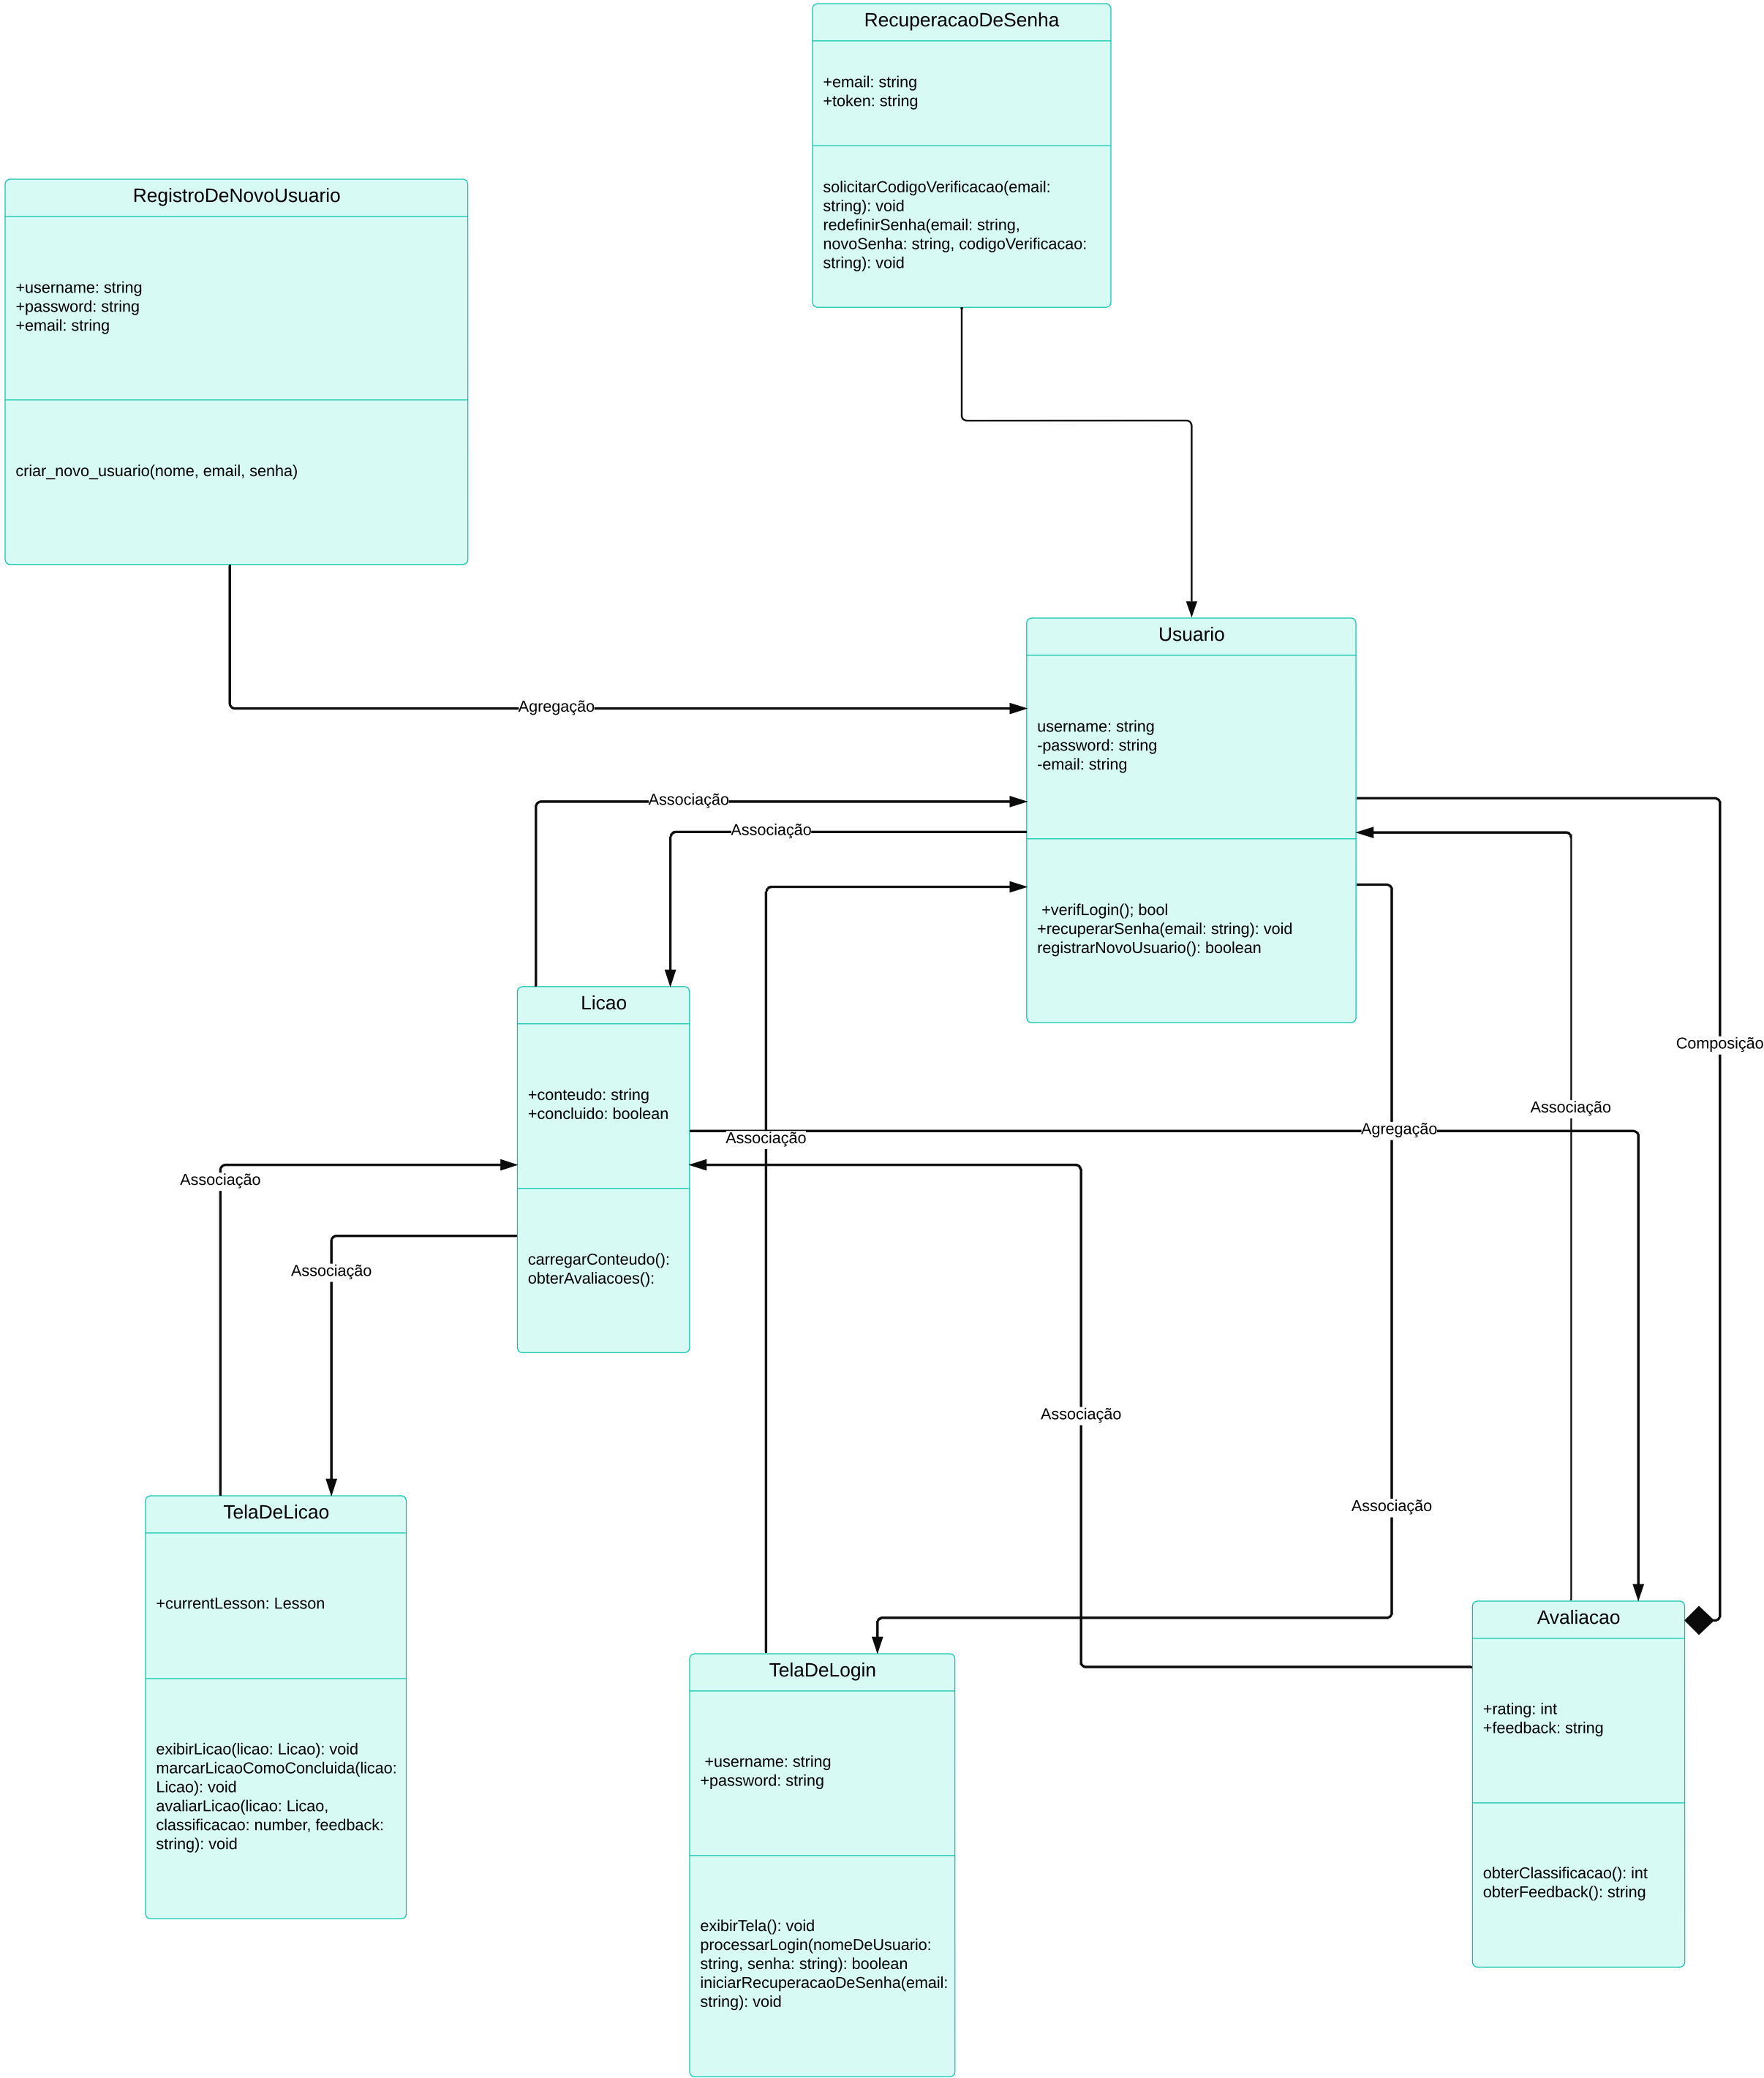 RecuperacaoDeSenha
+email: string
+token: string
solicitarCodigoVerificacao(email:
string): void
redefinirSenha(email: string,
novoSenha: string, codigoVerificacao:
string): void
RegistroDeNovoUsuario
+username: string
+password: string
+email: string
criar_novo_usuario(nome, email, senha)
Agregação
Usuario
username: string
-password: string
-email: string
+verifLogin(); bool
+recuperarSenha(email: string): void
registrarNovoUsuario(): boolean
Associação
Associação
Composição
Associação
Agregação
Associação
Licao
+conteudo: string
+concluido: boolean
carregarConteudo():
obterAvaliacoes():
Associação
Associação
Associação
Associação
TelaDeLicao
+currentLesson: Lesson
exibirLicao(licao: Licao): void
marcarLicaoComoConcluida(licao:
Licao): void
avaliarLicao(licao: Licao,
classificacao: number, feedback:
string): void
TelaDeLogin
+username: string
+password: string
exibirTela(): void
processarLogin(nomeDeUsuario:
string, senha: string): boolean
iniciarRecuperacaoDeSenha(email:
string): void
Avaliacao
+rating: int
+feedback: string
obterClassificacao(): int
obterFeedback(): string